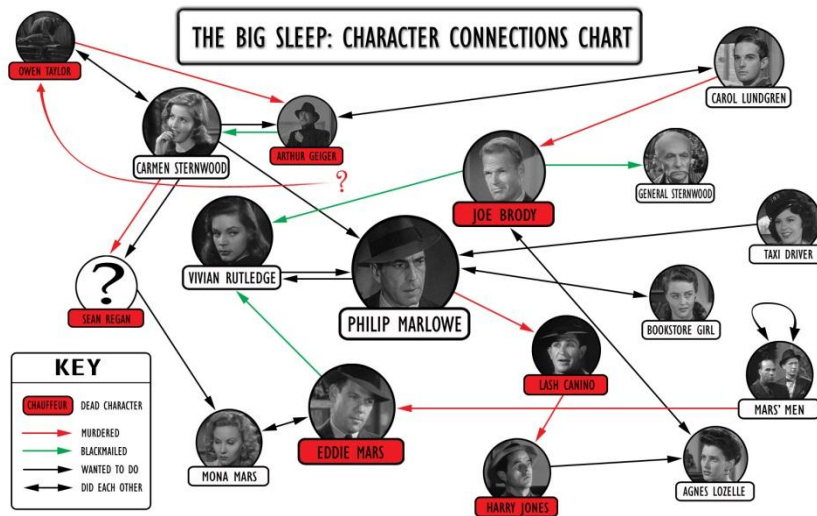 THE BIG SLEEP: CHARACTER CONNECTIONS CHART
OWEN TAYLOR
CAROL LUNDGREN
ARTHUR GEIGER
CARMEN STERNWOOD
?
GENERAL STERNWOOD
JOE BRODY
TAXI DRIVER
VIVIAN RUTLEDGE
?
SEAN REGAN
PHILIP MARLOWE
BOOKSTORE GIRL
KEY
CHAUFFEUR DEAD CHARACTER
MURDERED
BLACKMAILED
WANTED TO DO
DID EACH OTHER
LASH CANINO
MARS' MEN
EDDIE MARS
MONA MARS
AGNES LOZELLE
HARRY JONES